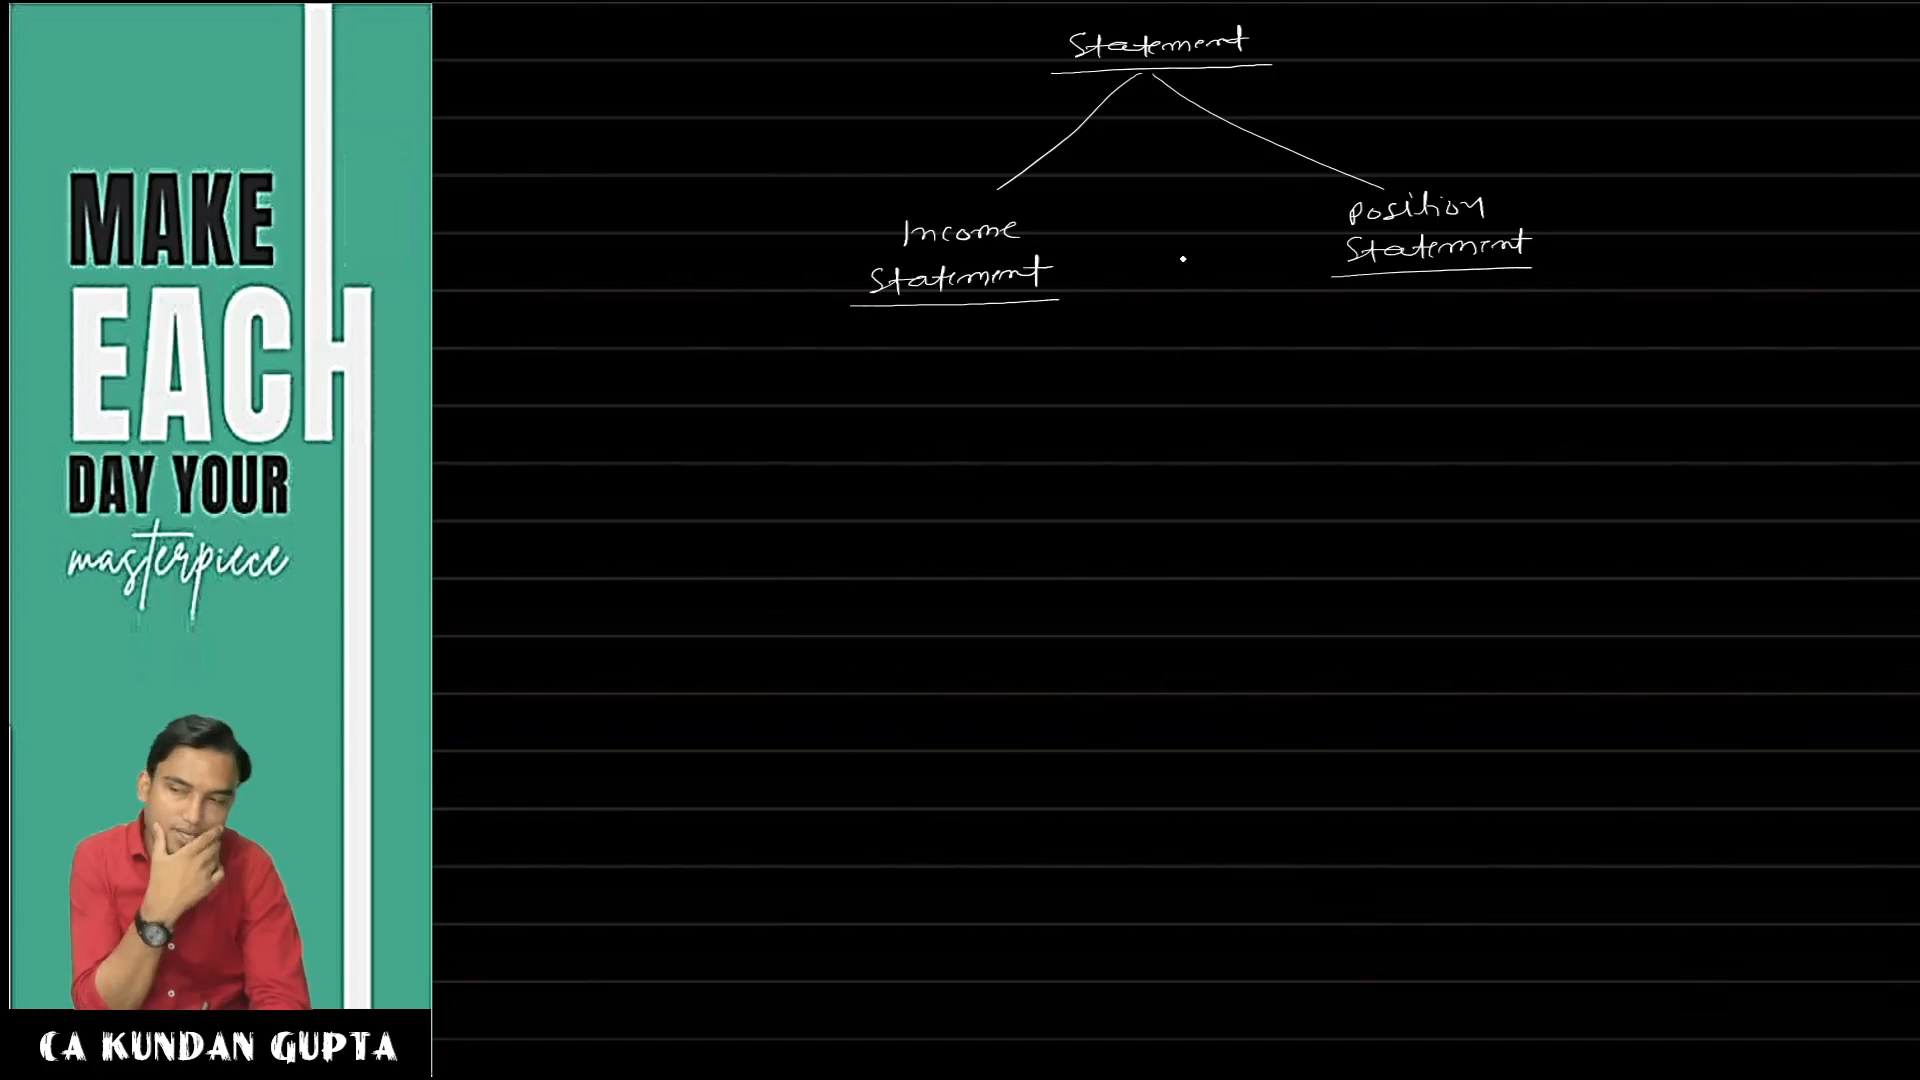 MAKE
EACH
DAY YOUR
masterpiece
CA KUNDAN GUPTA
Statement
Income
Statement
Position
Statement